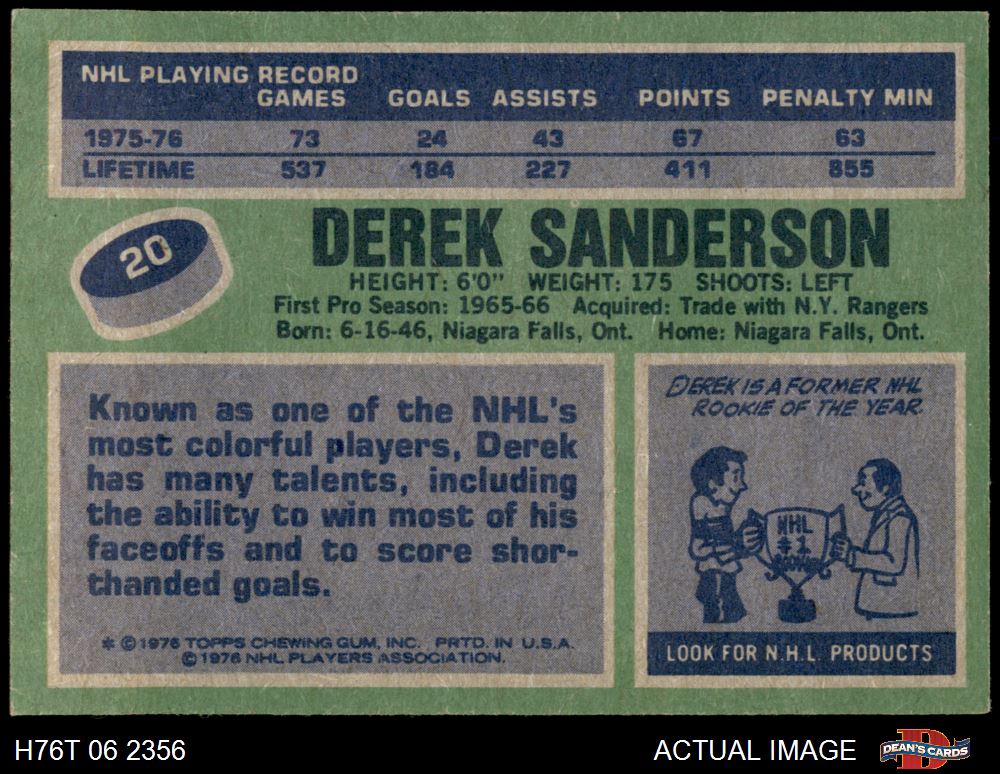 NHL PLAYING RECORD
GAMES GOALS ASSISTS POINTS PENALTY MIN
1975-76 73 24 43 67 63
LIFETIME 537 184 227 411 855
20
DEREK SANDERSON
HEIGHT: 6'0" WEIGHT: 175 SHOOTS: LEFT
First Pro Season: 1965-66 Acquired: Trade with N.Y. Rangers
Born: 6-16-46, Niagara Falls, Ont. Home: Niagara Falls, Ont.
Known as one of the NHL's
most colorful players, Derek
has many talents, including
the ability to win most of his
faceoffs and to score shor-
thanded goals.
* © 1976 TOPPS CHEWING GUM, INC. PRTD. IN U.S.A.
© 1976 NHL PLAYERS ASSOCIATION.
DEREK IS A FORMER NHL
ROOKIE OF THE YEAR.
NHL
#1
ROOKIE
LOOK FOR N.H.L. PRODUCTS
H76T 06 2356
ACTUAL IMAGE
DEAN'S CARDS